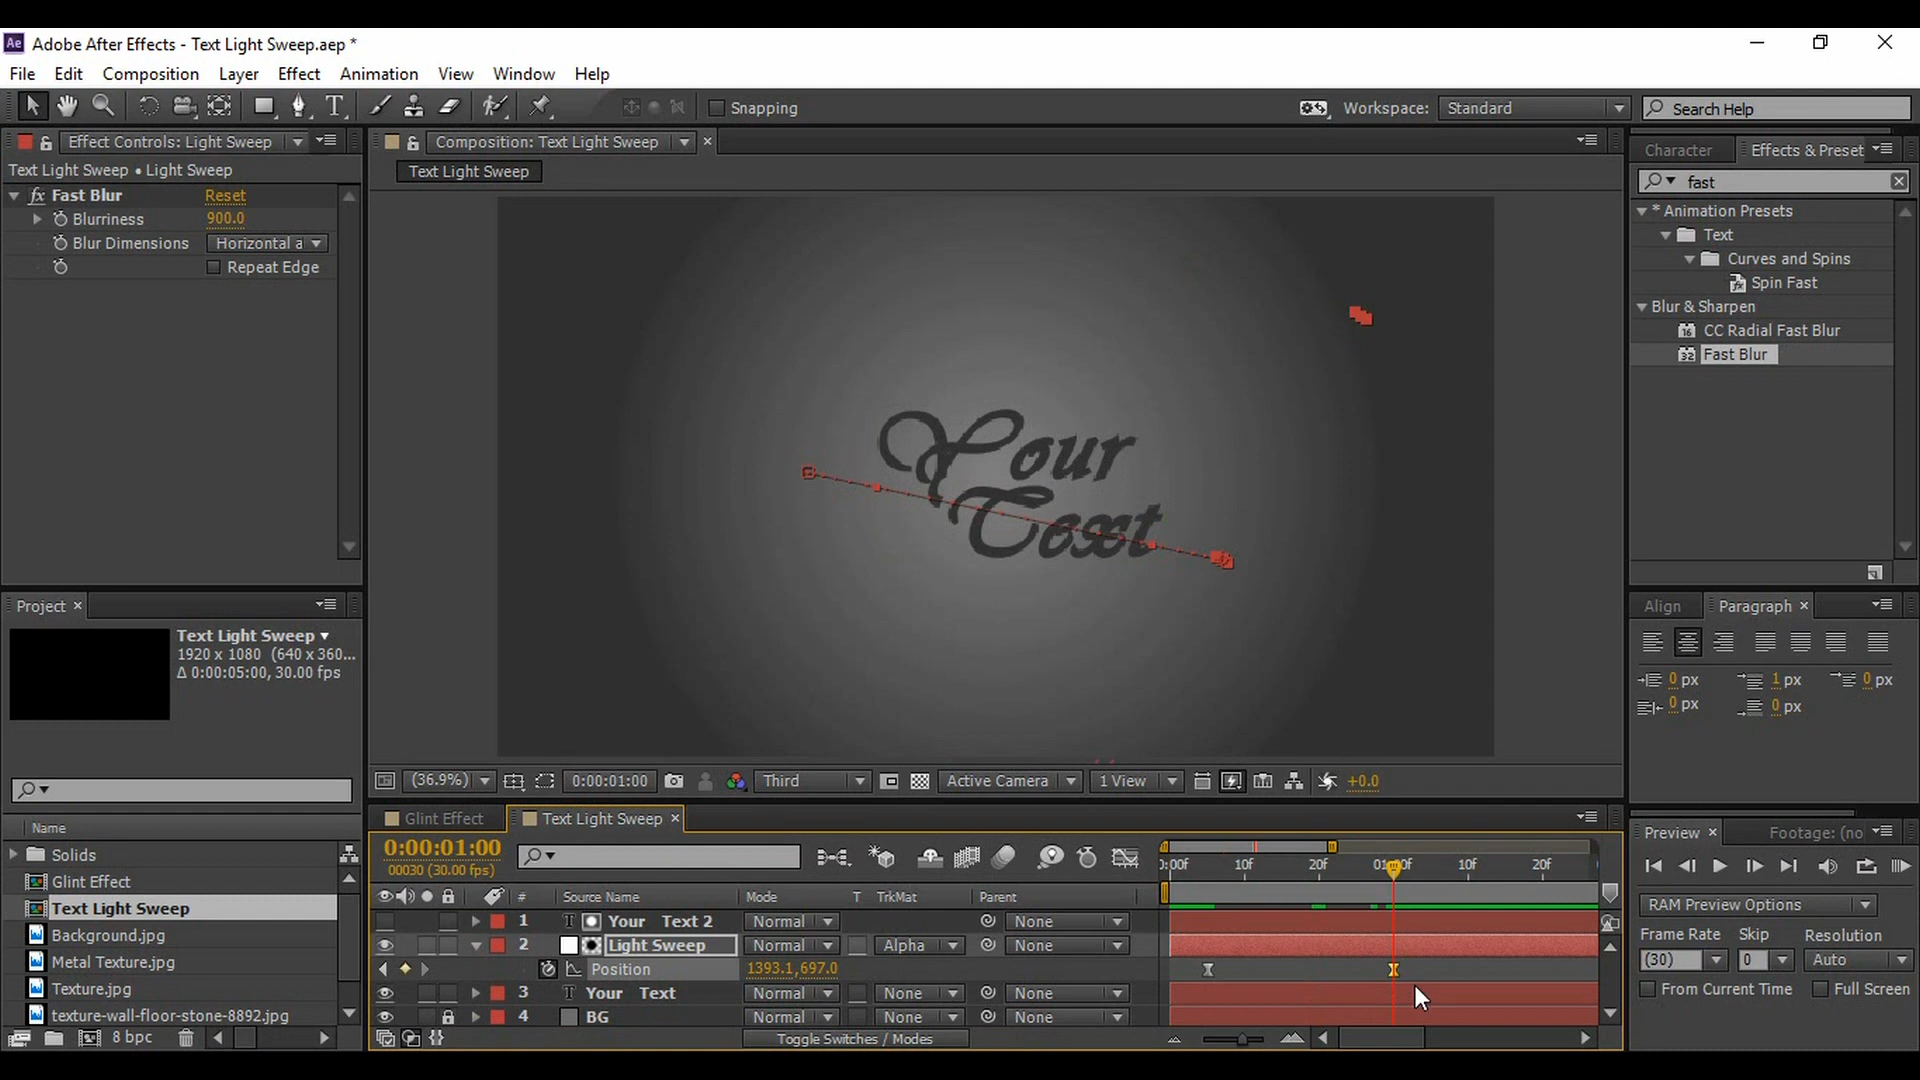 Ae Adobe After Effects - Text Light Sweep.aep *
File Edit Composition Layer Effect Animation View Window Help
T Snapping Workspace: Standard Search Help
Effect Controls: Light Sweep
Text Light Sweep • Light Sweep
fx Fast Blur Reset
Blurriness 900.0
Blur Dimensions Horizontal a
Repeat Edge
Composition: Text Light Sweep
Text Light Sweep
Your
Text
Character Effects & Preset
fast
* Animation Presets
Text
Curves and Spins
Spin Fast
Blur & Sharpen
16 CC Radial Fast Blur
32 Fast Blur
Project
Text Light Sweep
1920 x 1080 (640 x 360...
Δ 0:00:05:00, 30.00 fps
Name
Solids
Glint Effect
Text Light Sweep
Background.jpg
Metal Texture.jpg
Texture.jpg
texture-wall-floor-stone-8892.jpg
8 bpc
(36.9%) 0:00:01:00 Third Active Camera 1 View +0.0
Glint Effect Text Light Sweep
0:00:01:00
00030 (30.00 fps)
):00f 10f 20f 01:00f 10f 20f
# Source Name Mode T TrkMat Parent
1 T Your Text 2 Normal None
2 Light Sweep Normal Alpha None
Position 1393.1,697.0
3 T Your Text Normal None None
4 BG Normal None None
Toggle Switches / Modes
Align Paragraph
0 px 1 px 0 px
0 px 0 px
Preview Footage: (no
RAM Preview Options
Frame Rate Skip Resolution
(30) 0 Auto
From Current Time Full Screen